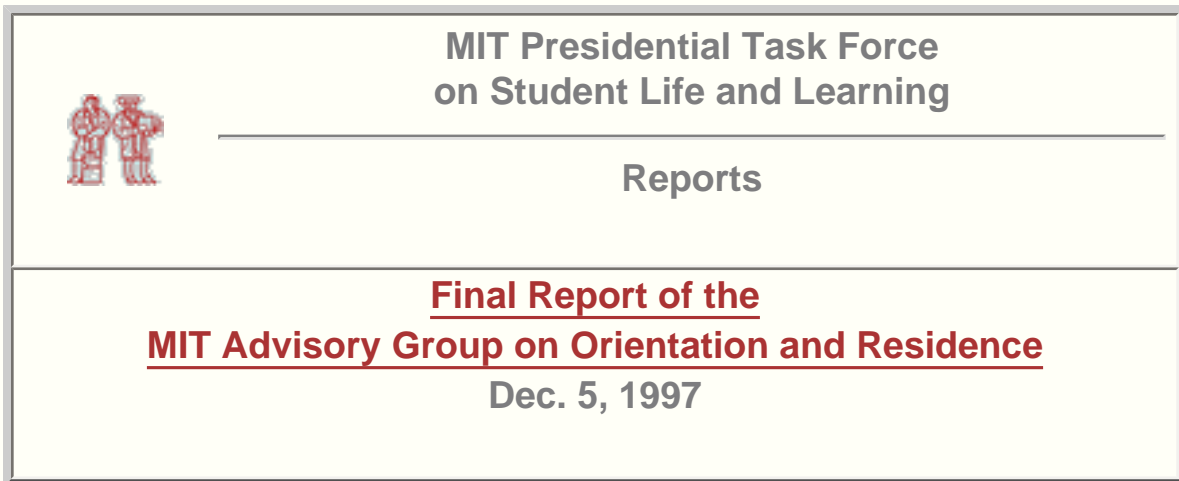 MIT Presidential Task Force
on Student Life and Learning
Reports
Final Report of the
MIT Advisory Group on Orientation and Residence
Dec. 5, 1997